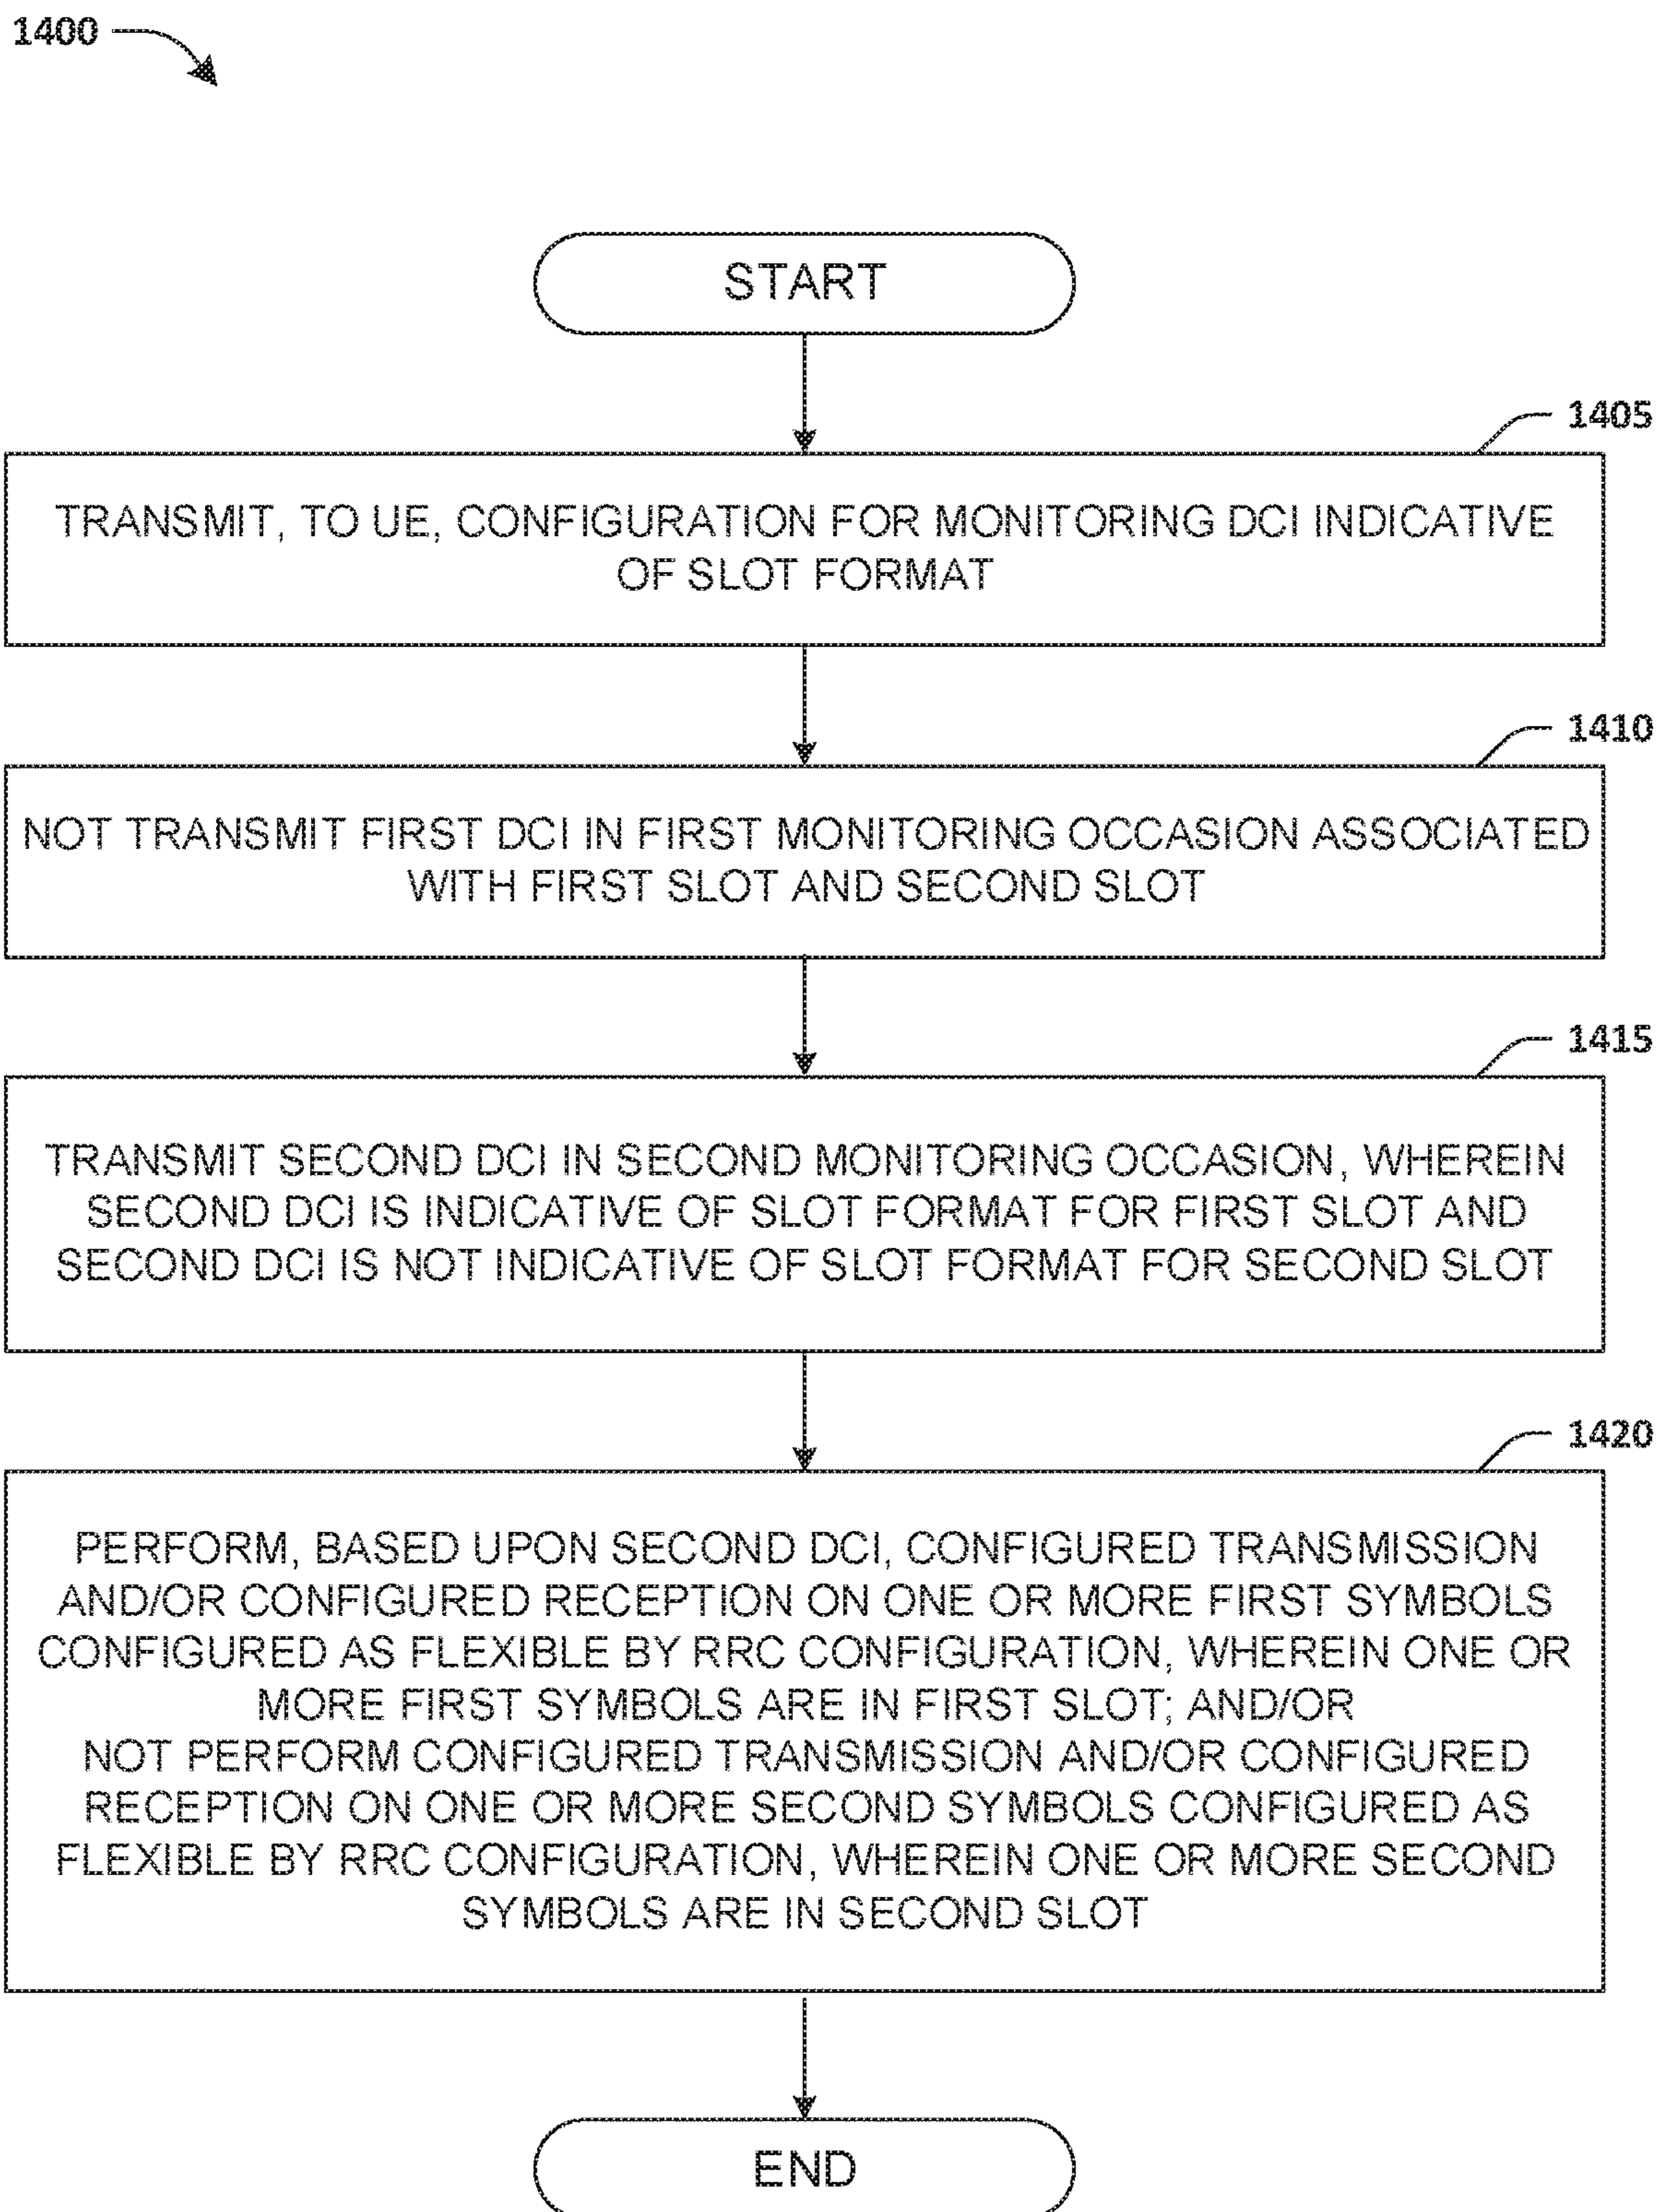 1400
START
1405
TRANSMIT, TO UE, CONFIGURATION FOR MONITORING DCI INDICATIVE
OF SLOT FORMAT
1410
NOT TRANSMIT FIRST DCI IN FIRST MONITORING OCCASION ASSOCIATED
WITH FIRST SLOT AND SECOND SLOT
1415
TRANSMIT SECOND DCI IN SECOND MONITORING OCCASION, WHEREIN
SECOND DCI IS INDICATIVE OF SLOT FORMAT FOR FIRST SLOT AND
SECOND DCI IS NOT INDICATIVE OF SLOT FORMAT FOR SECOND SLOT
1420
PERFORM, BASED UPON SECOND DCI, CONFIGURED TRANSMISSION
AND/OR CONFIGURED RECEPTION ON ONE OR MORE FIRST SYMBOLS
CONFIGURED AS FLEXIBLE BY RRC CONFIGURATION, WHEREIN ONE OR
MORE FIRST SYMBOLS ARE IN FIRST SLOT; AND/OR
NOT PERFORM CONFIGURED TRANSMISSION AND/OR CONFIGURED
RECEPTION ON ONE OR MORE SECOND SYMBOLS CONFIGURED AS
FLEXIBLE BY RRC CONFIGURATION, WHEREIN ONE OR MORE SECOND
SYMBOLS ARE IN SECOND SLOT
END